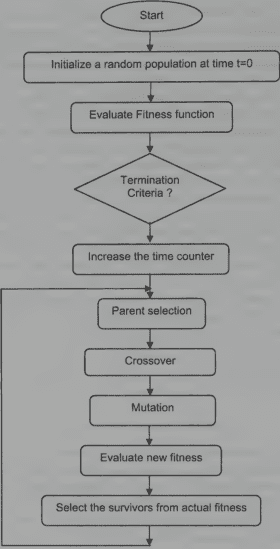 Start
Initialize a random population at time t=0
Evaluate Fitness function
Termination
Criteria ?
Increase the time counter
Parent selection
Crossover
Mutation
Evaluate new fitness
Select the survivors from actual fitness